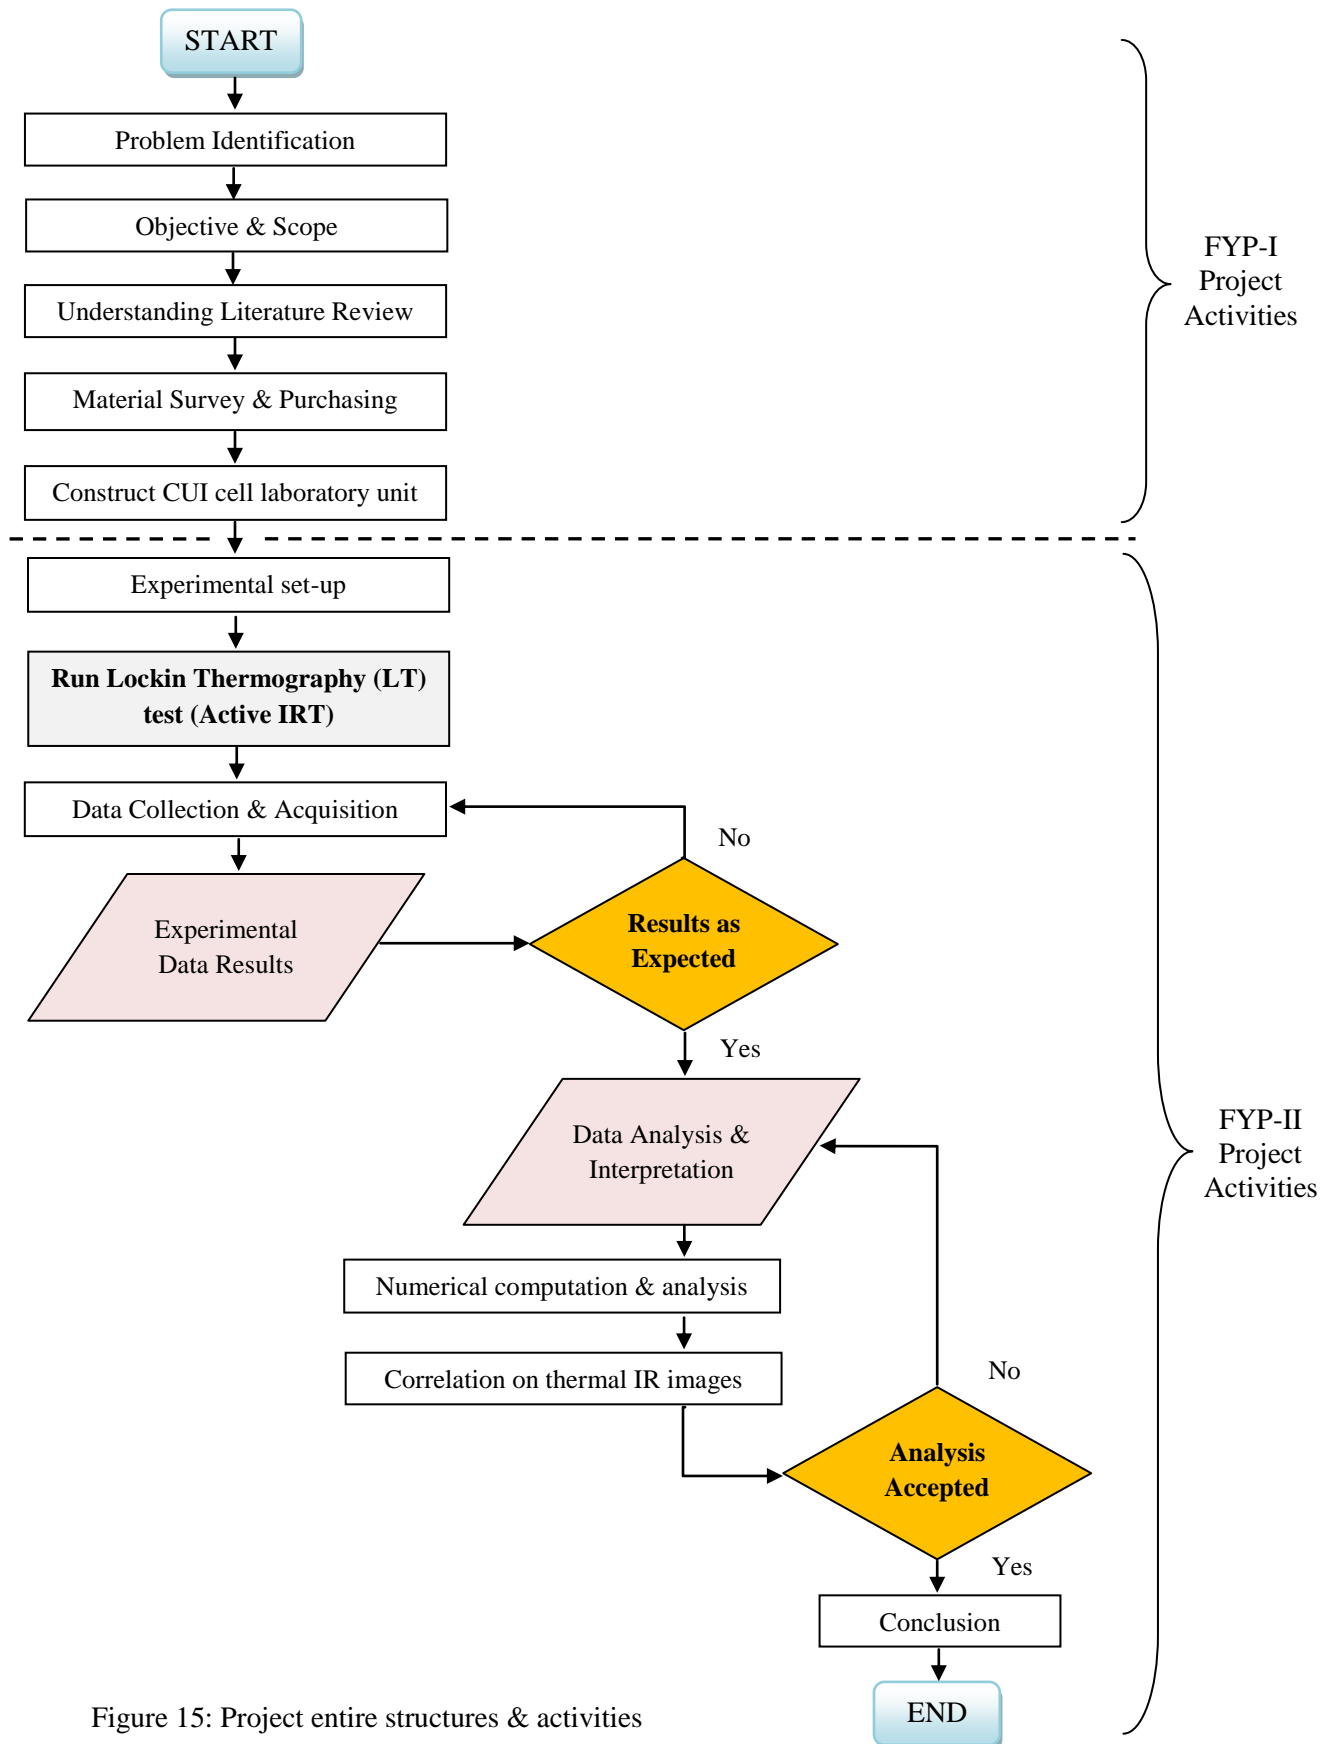 START
Problem Identification
Objective & Scope
Understanding Literature Review
Material Survey & Purchasing
Construct CUI cell laboratory unit
FYP-I
Project
Activities
Experimental set-up
Run Lockin Thermography (LT)
test (Active IRT)
Data Collection & Acquisition
No
Experimental
Data Results
Results as
Expected
Yes
Data Analysis &
Interpretation
FYP-II
Project
Activities
Numerical computation & analysis
Correlation on thermal IR images
No
Analysis
Accepted
Yes
Conclusion
END
Figure 15: Project entire structures & activities